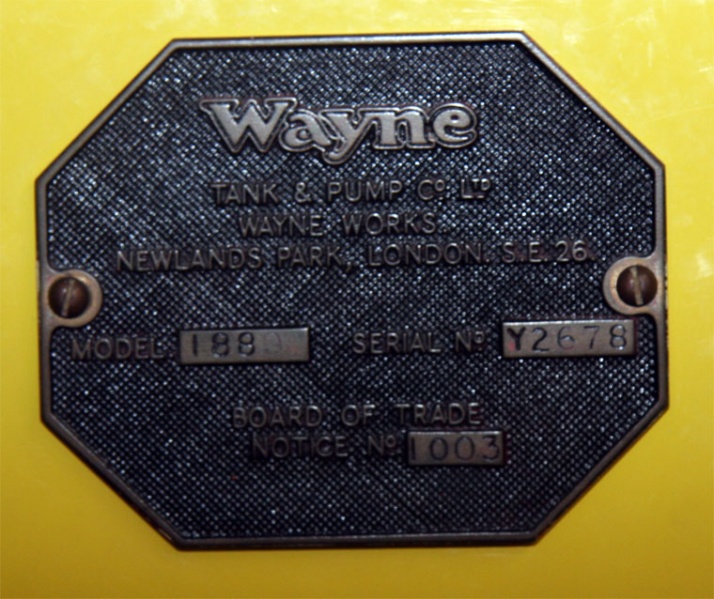 Wayne
TANK & PUMP Co. LTD
WAYNE WORKS.
NEWLANDS PARK, LONDON. S.E. 26.
MODEL. SERIAL No. Y2678
BOARD OF TRADE
NOTICE No. 1003